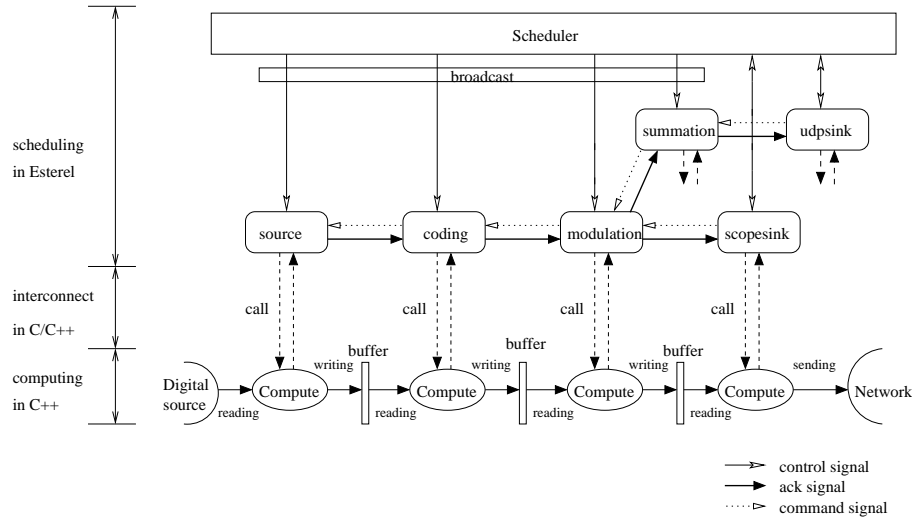 Scheduler
broadcast
summation
udpsink
scheduling
in Esterel
source
coding
modulation
scopesink
interconnect
in C/C++
call
call
call
call
computing
in C++
buffer
buffer
buffer
writing
writing
writing
sending
Digital
source
Compute
Compute
Compute
Compute
Network
reading
reading
reading
reading
control signal
ack signal
command signal